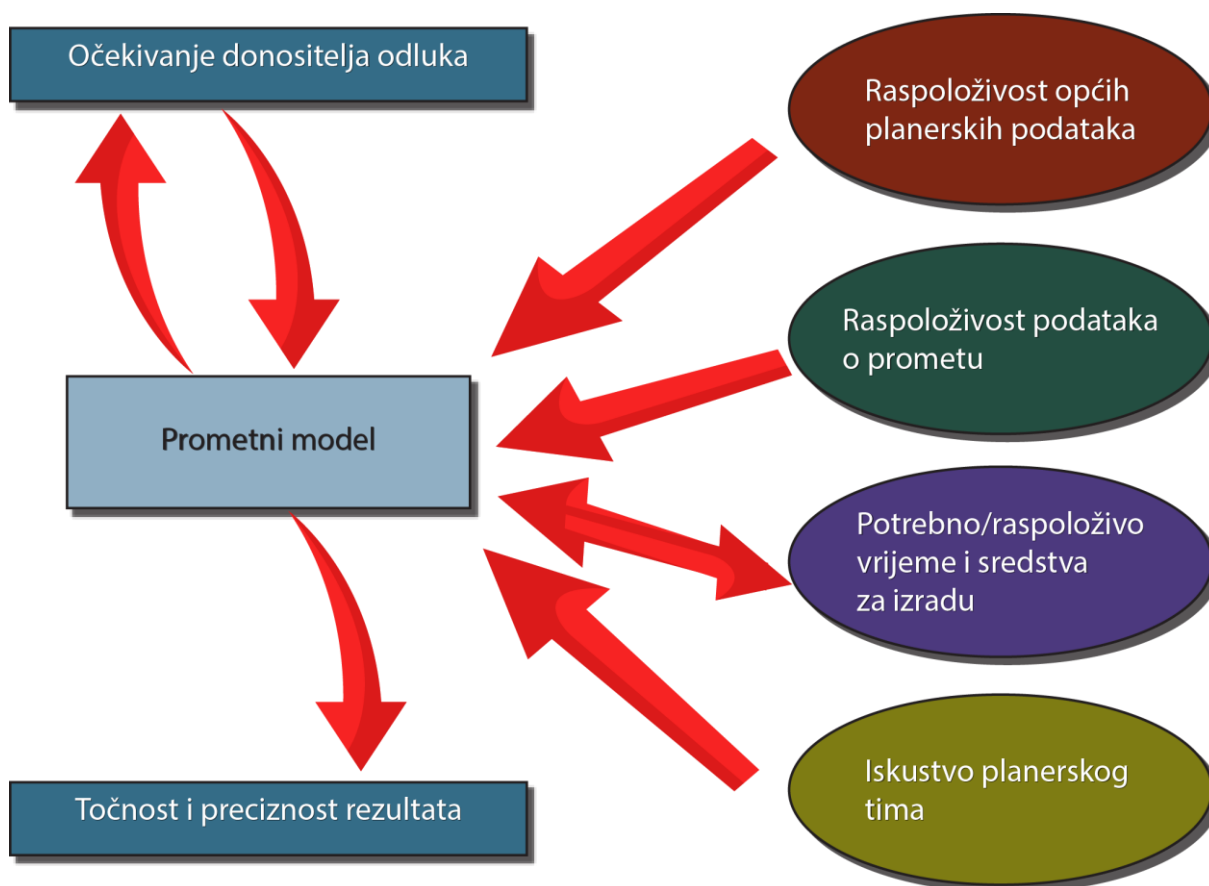 Očekivanje donositelja odluka
Prometni model
Točnost i preciznost rezultata
Raspoloživost općih
planerskih podataka
Raspoloživost podataka
o prometu
Potrebno/raspoloživo
vrijeme i sredstva
za izradu
Iskustvo planerskog
tima